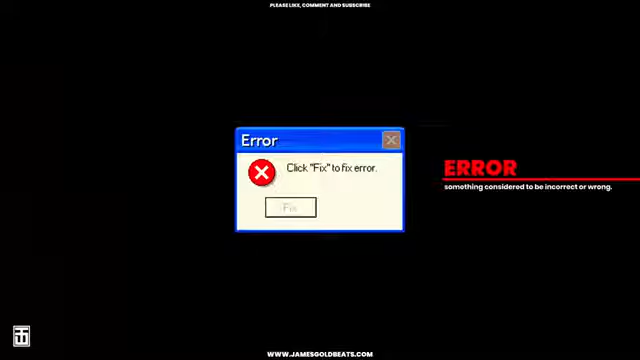 PLEASE LIKE, COMMENT AND SUBSCRIBE
Error
Click "Fix" to fix error.
Fix
ERROR
something considered to be incorrect or wrong.
WWW.JAMESGOLDBEATS.COM